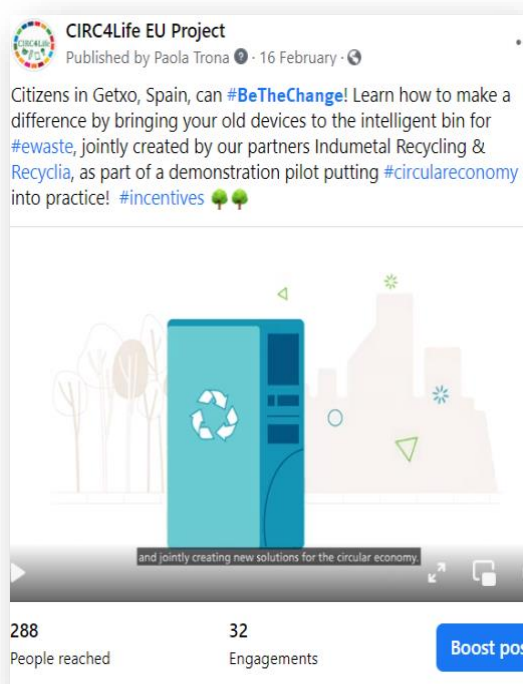 CIRC4Life EU Project
Published by Paola Trona · 16 February ·
Citizens in Getxo, Spain, can #BeTheChange! Learn how to make a
difference by bringing your old devices to the intelligent bin for
#ewaste, jointly created by our partners Indumetal Recycling &
Recyclia, as part of a demonstration pilot putting #circulareconomy
into practice! #incentives 🌳🌳
and jointly creating new solutions for the circular economy.
288
People reached
32
Engagements
Boost pos